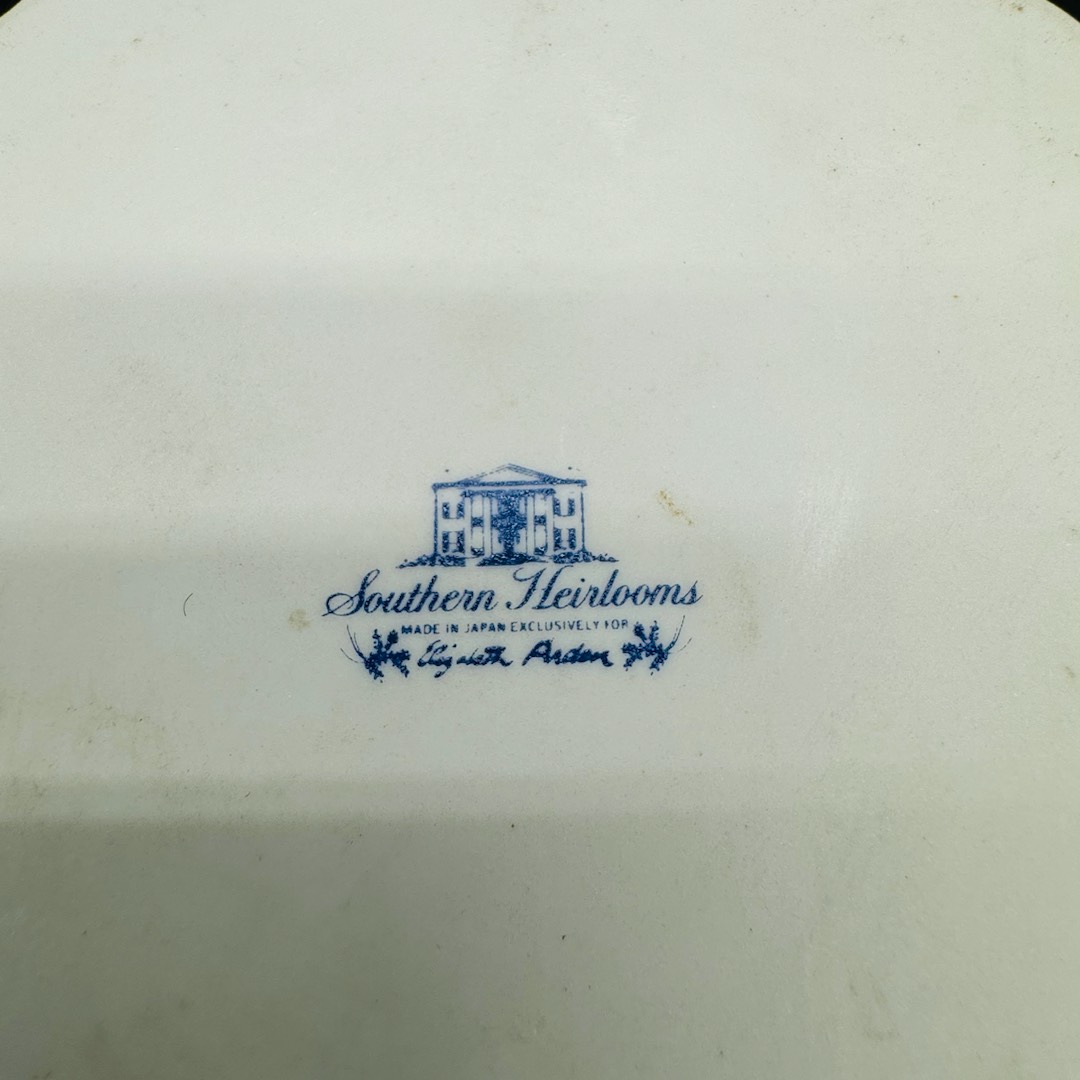 Southern Heirlooms
MADE IN JAPAN EXCLUSIVELY FOR
Elizabeth Arden